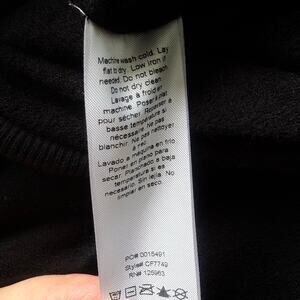 Machine wash cold. Lay
flat to dry. Low iron if
needed. Do not bleach.
Do not dry clean.
Lavage à froid en
machine. Poser à plat
pour sécher. Repasser à
basse température si
nécessaire. Ne pas
blanchir. Ne pas nettoyer
à sec.
Lavado a máquina en frío.
Poner en plano para
secar. Planchado a baja
temperatura si es
necesario. Sin lejía. No
limpiar en seco.
PO# 0015491
Style# CF7749
RN# 125963